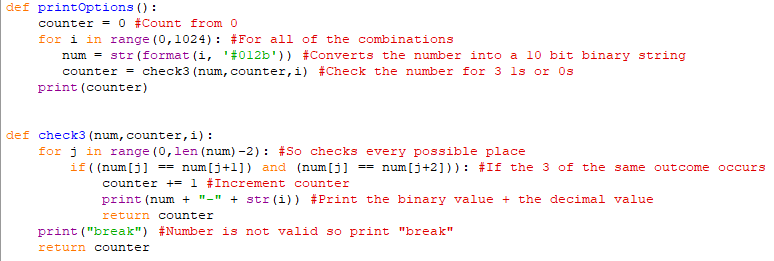 def printOptions():
    counter = 0 #Count from 0
    for i in range(0,1024): #For all of the combinations
       num = str(format(i, '#012b')) #Converts the number into a 10 bit binary string
       counter = check3(num,counter,i) #Check the number for 3 1s or 0s
    print(counter)
def check3(num,counter,i):
    for j in range(0,len(num)-2): #So checks every possible place
        if((num[j] == num[j+1]) and (num[j] == num[j+2])): #If the 3 of the same outcome occurs
            counter += 1 #Increment counter
            print(num + "-" + str(i)) #Print the binary value + the decimal value
            return counter
    print("break") #Number is not valid so print "break"
    return counter